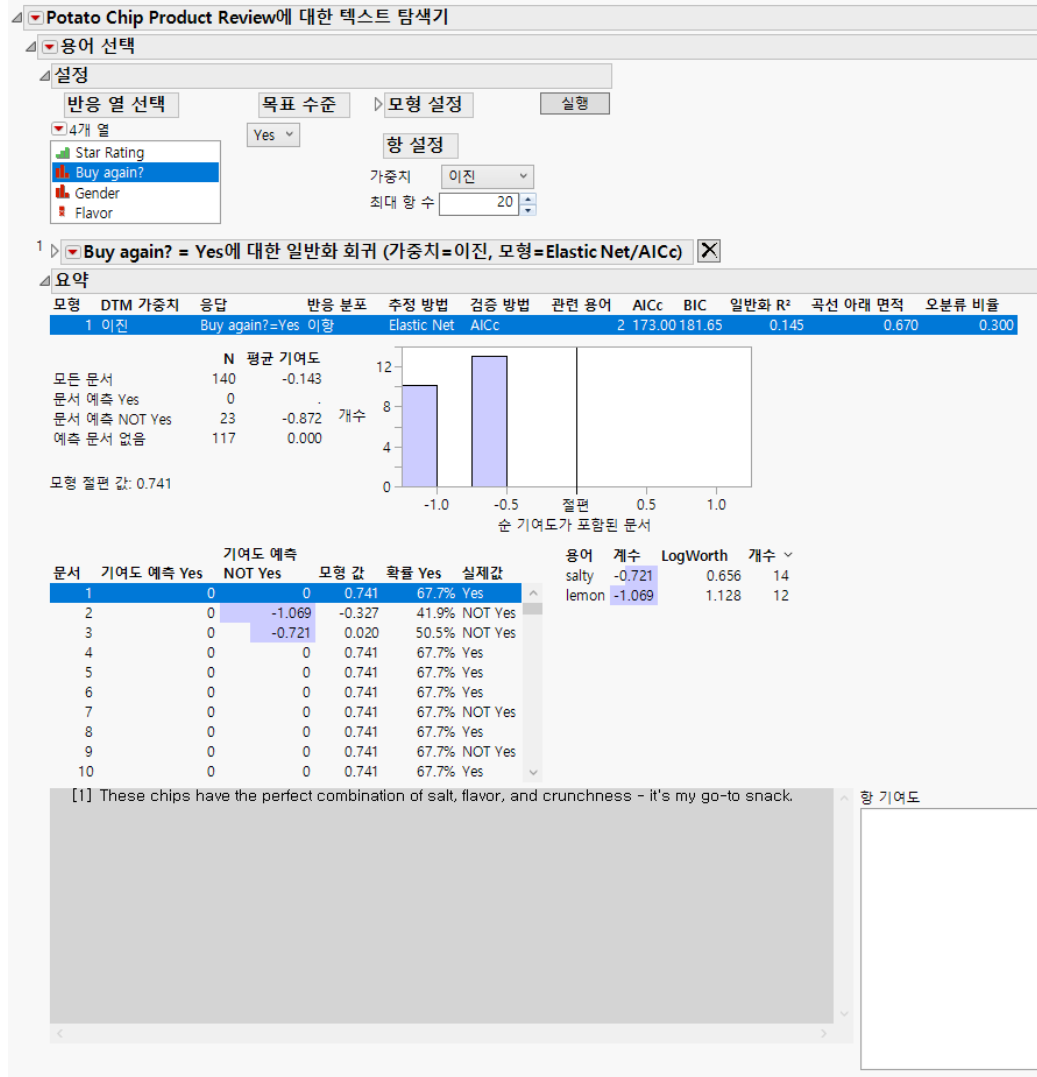 Potato Chip Product Review에 대한 텍스트 탐색기
용어 선택
설정
반응 열 선택 목표 수준 모형 설정 실행
4개 열 Yes
Star Rating
Buy again?
Gender
Flavor
항 설정
가중치 이진
최대 항 수 20
1 Buy again? = Yes에 대한 일반화 회귀 (가중치=이진, 모형=Elastic Net/AICc)
요약
모형 DTM 가중치 응답 반응 분포 추정 방법 검증 방법 관련 용어 AICc BIC 일반화 R² 곡선 아래 면적 오분류 비율
1 이진 Buy again?=Yes 이항 Elastic Net AICc 2 173.00 181.65 0.145 0.670 0.300
N 평균 기여도
모든 문서 140 -0.143
문서 예측 Yes 0 .
문서 예측 NOT Yes 23 -0.872
예측 문서 없음 117 0.000
모형 절편 값: 0.741
개수
12
8
4
0
-1.0 -0.5 절편 0.5 1.0
순 기여도가 포함된 문서
기여도 예측
문서 기여도 예측 Yes NOT Yes 모형 값 확률 Yes 실제값
1 0 0 0.741 67.7% Yes
2 0 -1.069 -0.327 41.9% NOT Yes
3 0 -0.721 0.020 50.5% NOT Yes
4 0 0 0.741 67.7% Yes
5 0 0 0.741 67.7% Yes
6 0 0 0.741 67.7% Yes
7 0 0 0.741 67.7% NOT Yes
8 0 0 0.741 67.7% Yes
9 0 0 0.741 67.7% NOT Yes
10 0 0 0.741 67.7% Yes
용어 계수 LogWorth 개수
salty -0.721 0.656 14
lemon -1.069 1.128 12
[1] These chips have the perfect combination of salt, flavor, and crunchness - it's my go-to snack.
항 기여도